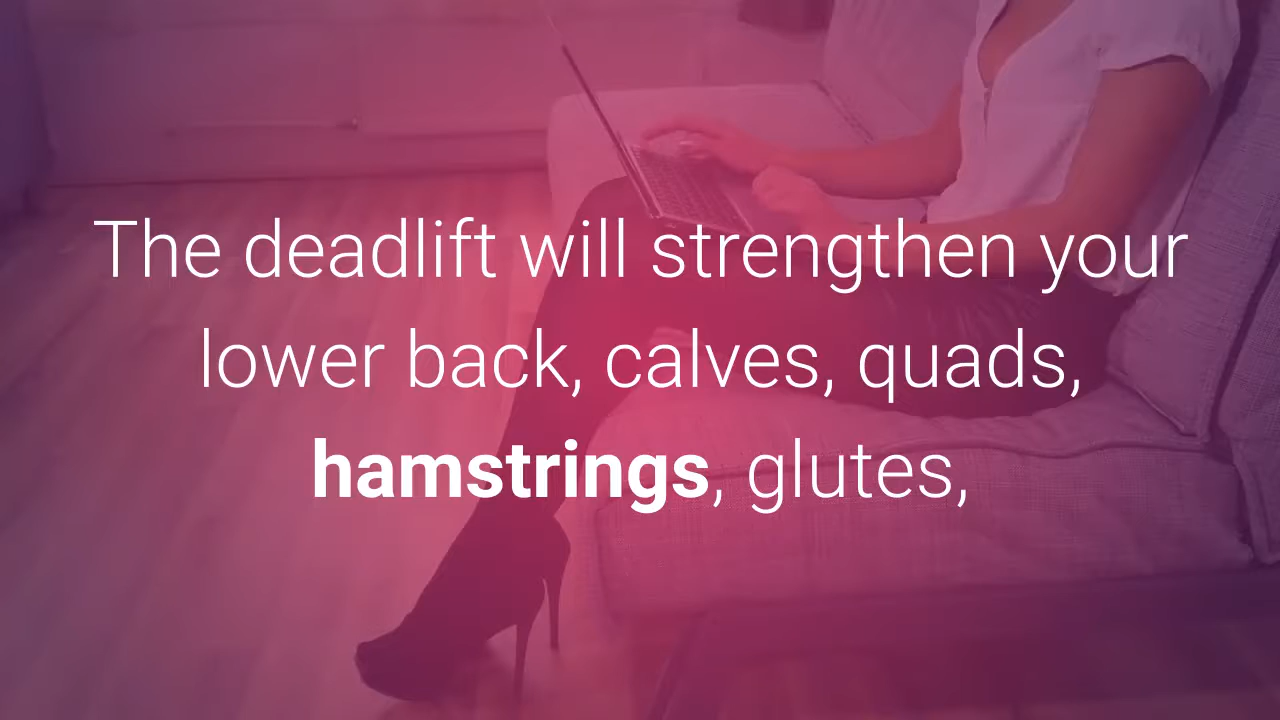 The deadlift will strengthen your
lower back, calves, quads,
hamstrings, glutes,